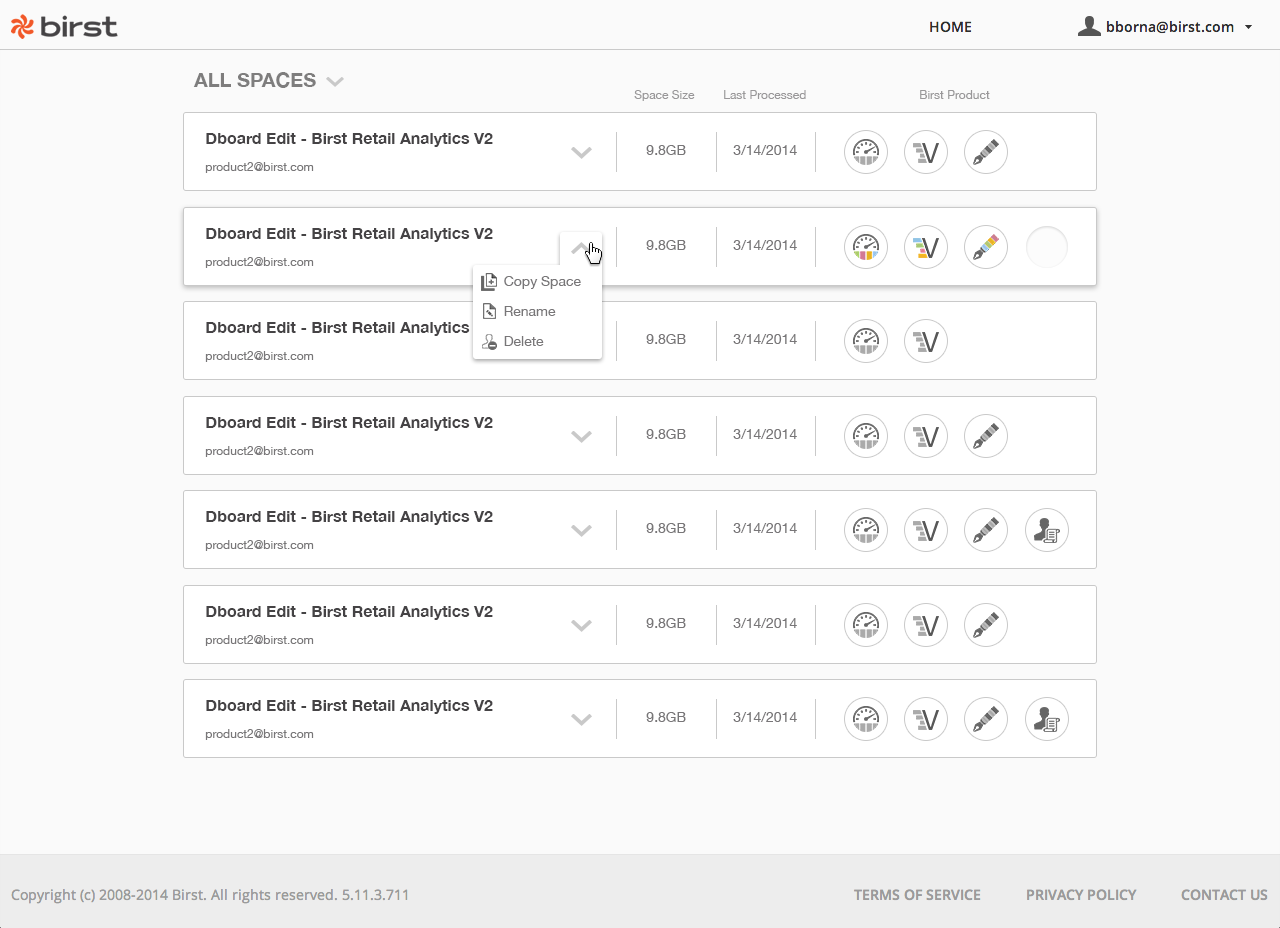 birst
HOME
bborna@birst.com
ALL SPACES
Space Size
Last Processed
Birst Product
Dboard Edit - Birst Retail Analytics V2
product2@birst.com
9.8GB
3/14/2014
V
Dboard Edit - Birst Retail Analytics V2
product2@birst.com
9.8GB
3/14/2014
V
Copy Space
Rename
Delete
Dboard Edit - Birst Retail Analytics
product2@birst.com
9.8GB
3/14/2014
V
Dboard Edit - Birst Retail Analytics V2
product2@birst.com
9.8GB
3/14/2014
V
Dboard Edit - Birst Retail Analytics V2
product2@birst.com
9.8GB
3/14/2014
V
Dboard Edit - Birst Retail Analytics V2
product2@birst.com
9.8GB
3/14/2014
V
Dboard Edit - Birst Retail Analytics V2
product2@birst.com
9.8GB
3/14/2014
V
Copyright (c) 2008-2014 Birst. All rights reserved. 5.11.3.711
TERMS OF SERVICE
PRIVACY POLICY
CONTACT US